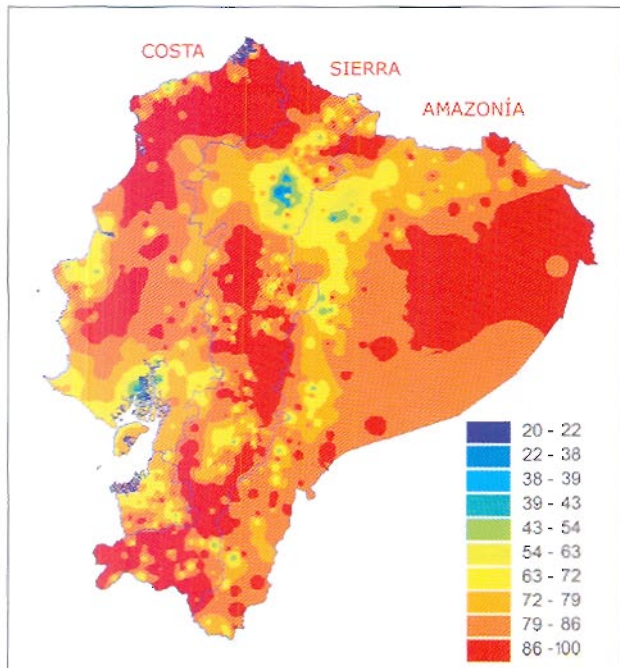 COSTA
SIERRA
AMAZONÍA
20 - 22
22 - 38
38 - 39
39 - 43
43 - 54
54 - 63
63 - 72
72 - 79
79 - 86
86 - 100